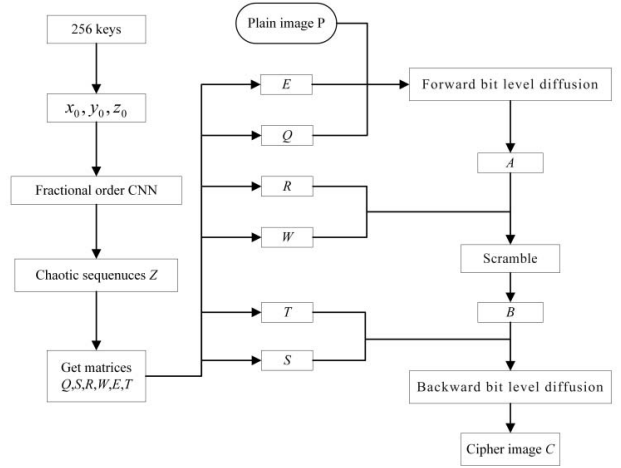 256 keys
x₀, y₀, z₀
Fractional order CNN
Chaotic sequenuces Z
Get matrices
Q,S,R,W,E,T
Plain image P
E
Q
R
W
T
S
Forward bit level diffusion
A
Scramble
B
Backward bit level diffusion
Cipher image C